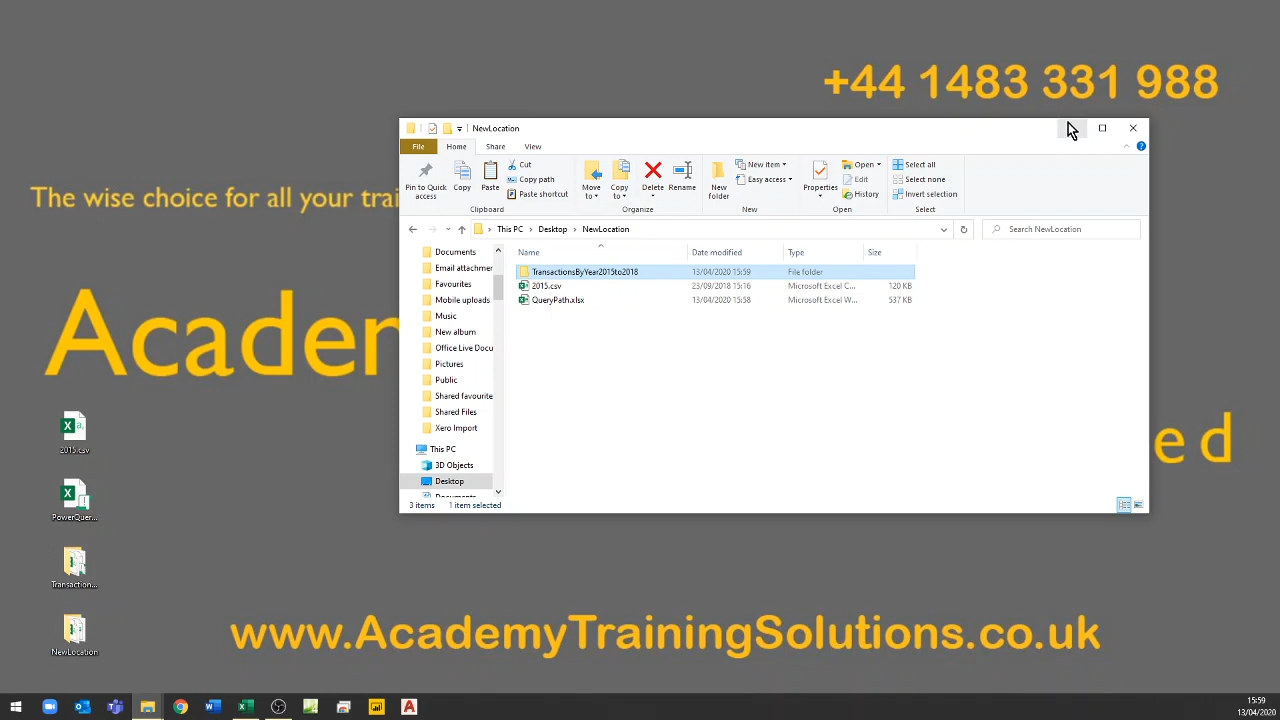 +44 1483 331 988
The wise choice for all your trai
Academ
ed
www.AcademyTrainingSolutions.co.uk
2015.csv
PowerQuer...
Transaction...
NewLocation
NewLocation
File
Home
Share
View
Pin to Quick access
Copy
Paste
Cut
Copy path
Paste shortcut
Clipboard
Move to
Copy to
Delete
Rename
Organize
New folder
New item
Easy access
New
Properties
Open
Edit
History
Open
Select all
Select none
Invert selection
Select
This PC > Desktop > NewLocation
Search NewLocation
Name Date modified Type Size
TransactionsByYear2015to2018 13/04/2020 15:59 File folder
2015.csv 23/09/2018 15:16 Microsoft Excel C... 120 KB
QueryPath.xlsx 13/04/2020 15:58 Microsoft Excel W... 537 KB
Documents
Email attachme
Favourites
Mobile uploads
Music
New album
Office Live Docu
Pictures
Public
Shared favourite
Shared Files
Xero Import
This PC
3D Objects
Desktop
Documents
3 items 1 item selected
15:59
13/04/2020